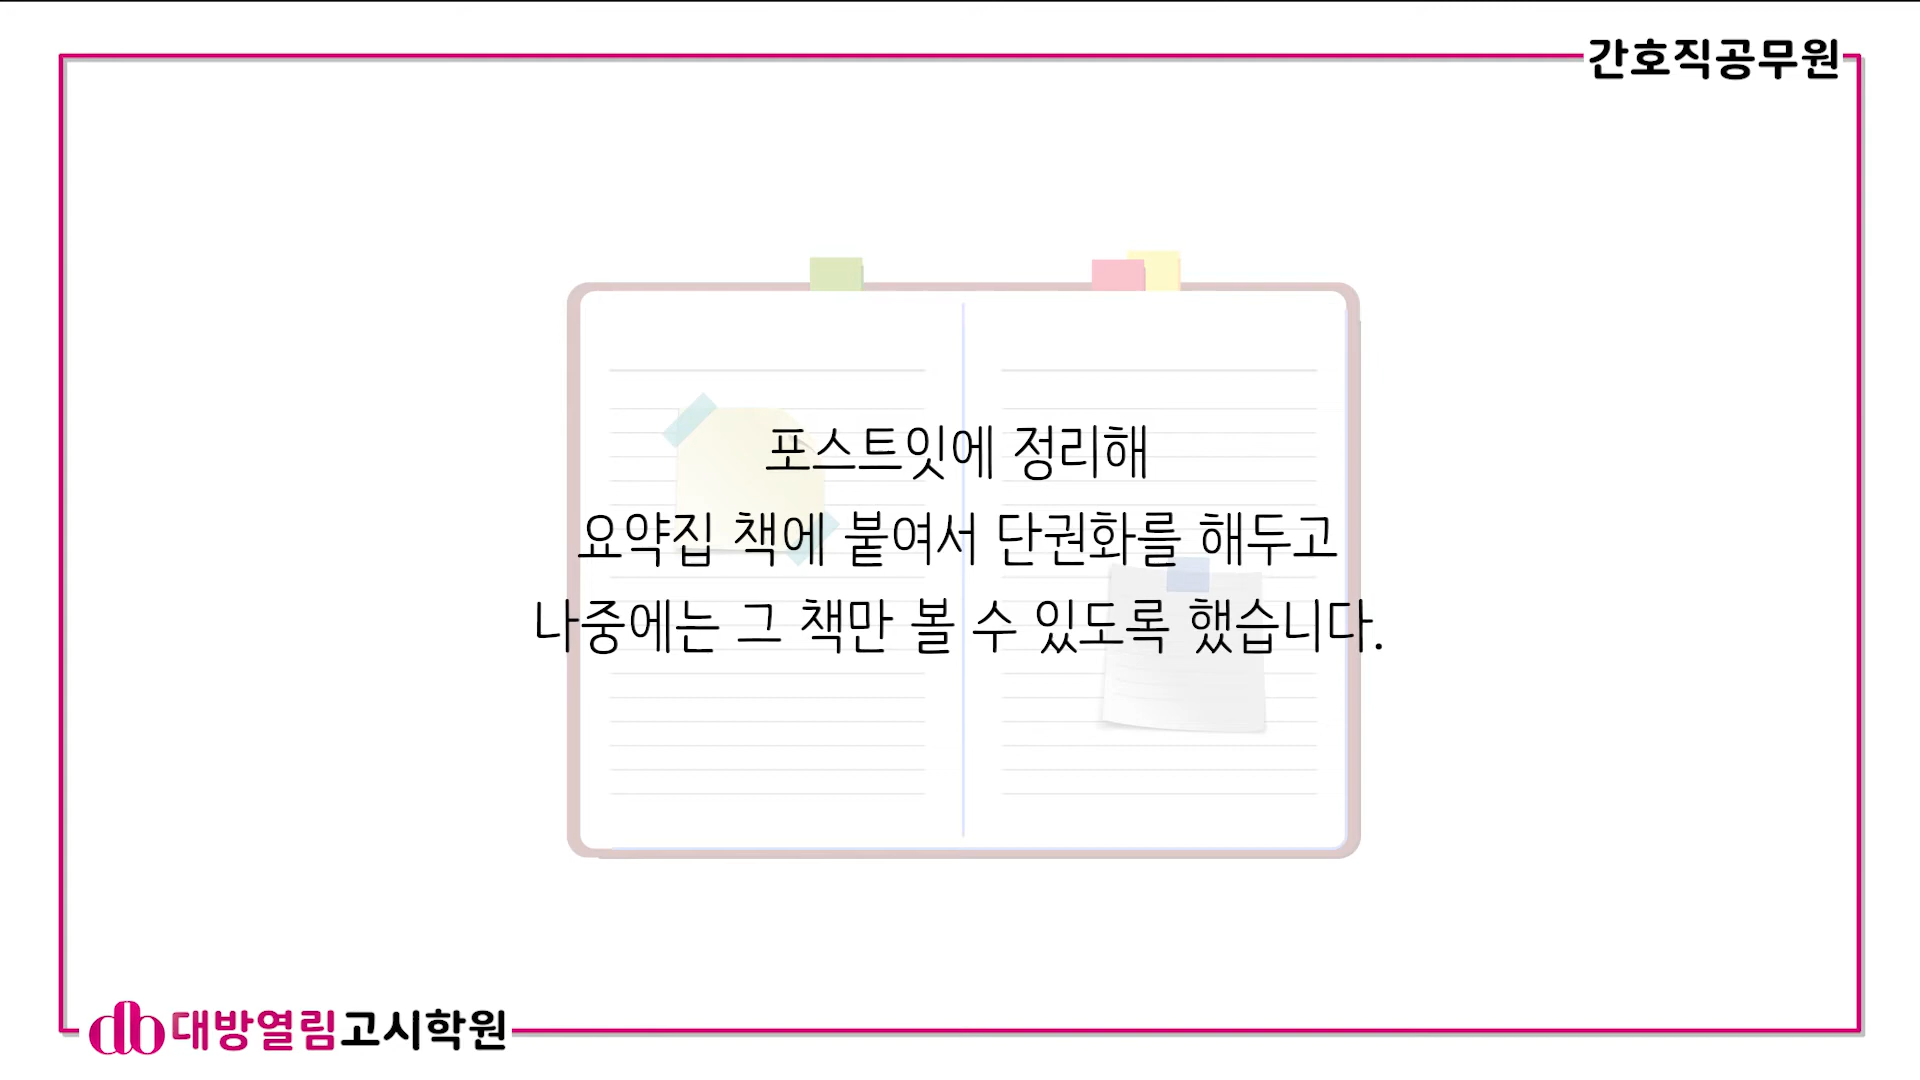 간호직공무원
포스트잇에 정리해
요약집 책에 붙여서 단권화를 해두고
나중에는 그 책만 볼 수 있도록 했습니다.
db 대방열림고시학원